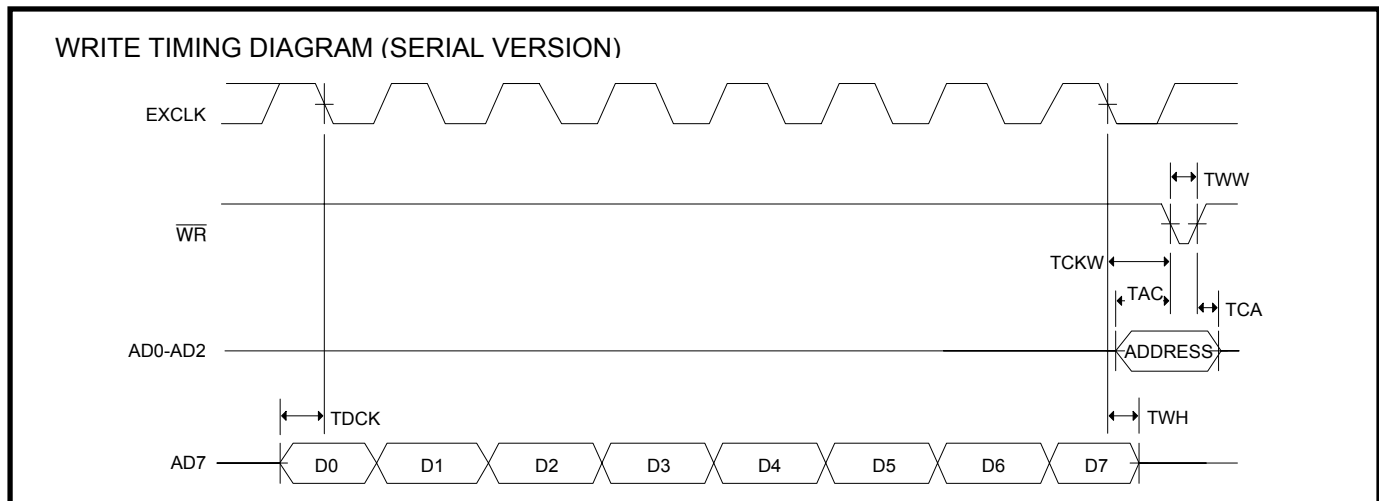 WRITE TIMING DIAGRAM (SERIAL VERSION)
EXCLK
TWW
WR
TCKW
TAC
TCA
AD0-AD2
ADDRESS
TDCK
TWH
AD7
D0 D1 D2 D3 D4 D5 D6 D7